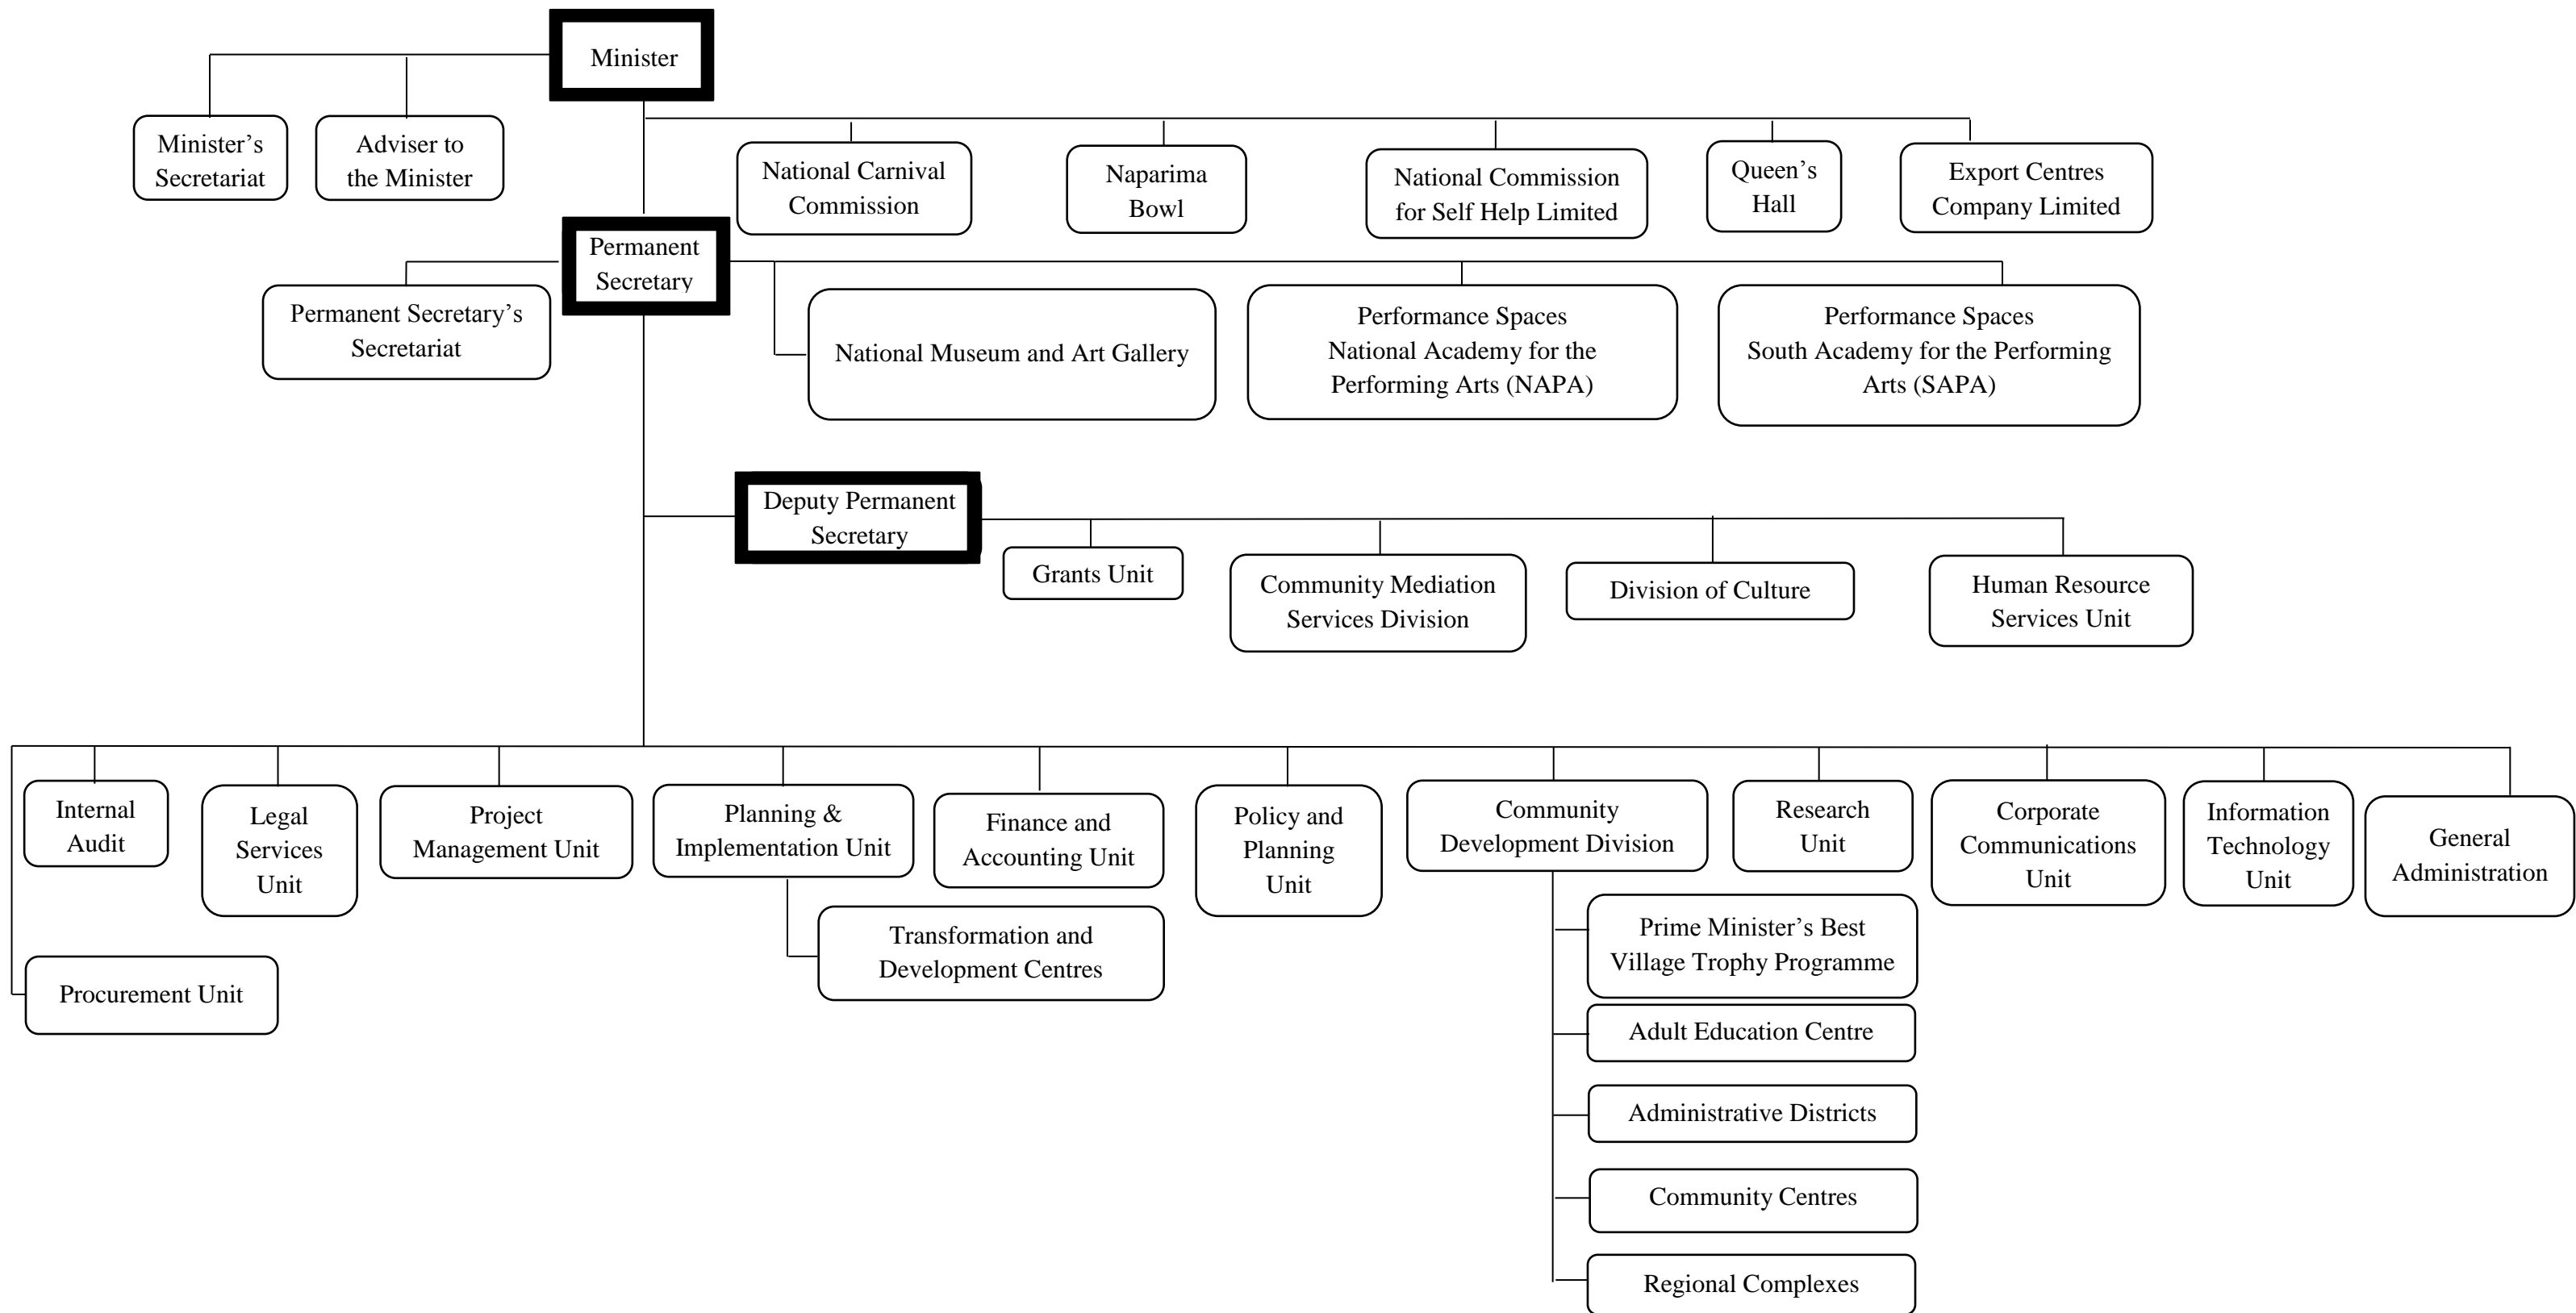 Minister
Minister’s
Secretariat
Adviser to
the Minister
National Carnival
Commission
Naparima
Bowl
National Commission
for Self Help Limited
Queen’s
Hall
Export Centres
Company Limited
Permanent
Secretary
Permanent Secretary’s
Secretariat
National Museum and Art Gallery
Performance Spaces
National Academy for the
Performing Arts (NAPA)
Performance Spaces
South Academy for the Performing
Arts (SAPA)
Deputy Permanent
Secretary
Grants Unit
Community Mediation
Services Division
Division of Culture
Human Resource
Services Unit
Internal
Audit
Legal
Services
Unit
Project
Management Unit
Planning &
Implementation Unit
Finance and
Accounting Unit
Policy and
Planning
Unit
Community
Development Division
Research
Unit
Corporate
Communications
Unit
Information
Technology
Unit
General
Administration
Procurement Unit
Transformation and
Development Centres
Prime Minister’s Best
Village Trophy Programme
Adult Education Centre
Administrative Districts
Community Centres
Regional Complexes